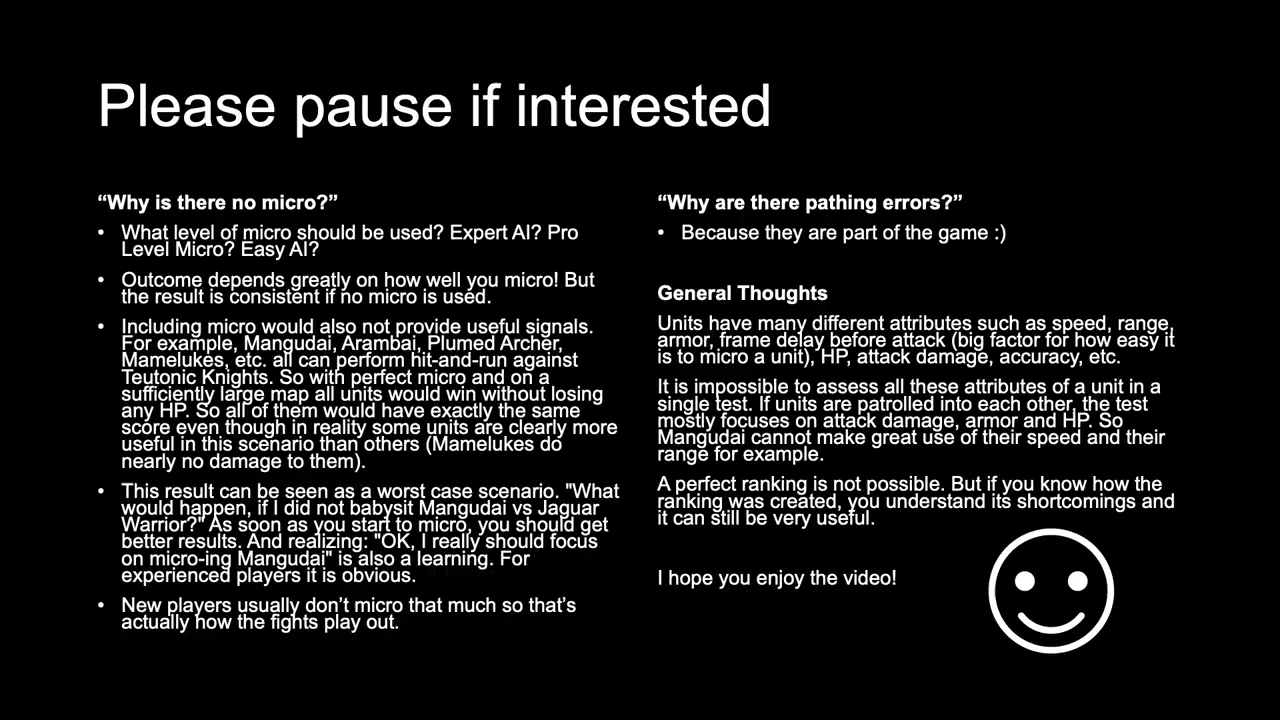 Please pause if interested
“Why is there no micro?”
• What level of micro should be used? Expert AI? Pro
Level Micro? Easy AI?
• Outcome depends greatly on how well you micro! But
the result is consistent if no micro is used.
• Including micro would also not provide useful signals.
For example, Mangudai, Arambai, Plumed Archer,
Mamelukes, etc. all can perform hit-and-run against
Teutonic Knights. So with perfect micro and on a
sufficiently large map all units would win without losing
any HP. So all of them would have exactly the same
score even though in reality some units are clearly more
useful in this scenario than others (Mamelukes do
nearly no damage to them).
• This result can be seen as a worst case scenario. "What
would happen, if I did not babysit Mangudai vs Jaguar
Warrior?" As soon as you start to micro, you should get
better results. And realizing: "OK, I really should focus
on micro-ing Mangudai" is also a learning. For
experienced players it is obvious.
• New players usually don’t micro that much so that’s
actually how the fights play out.
“Why are there pathing errors?”
• Because they are part of the game :)
General Thoughts
Units have many different attributes such as speed, range,
armor, frame delay before attack (big factor for how easy it
is to micro a unit), HP, attack damage, accuracy, etc.
It is impossible to assess all these attributes of a unit in a
single test. If units are patrolled into each other, the test
mostly focuses on attack damage, armor and HP. So
Mangudai cannot make great use of their speed and their
range for example.
A perfect ranking is not possible. But if you know how the
ranking was created, you understand its shortcomings and
it can still be very useful.
I hope you enjoy the video!